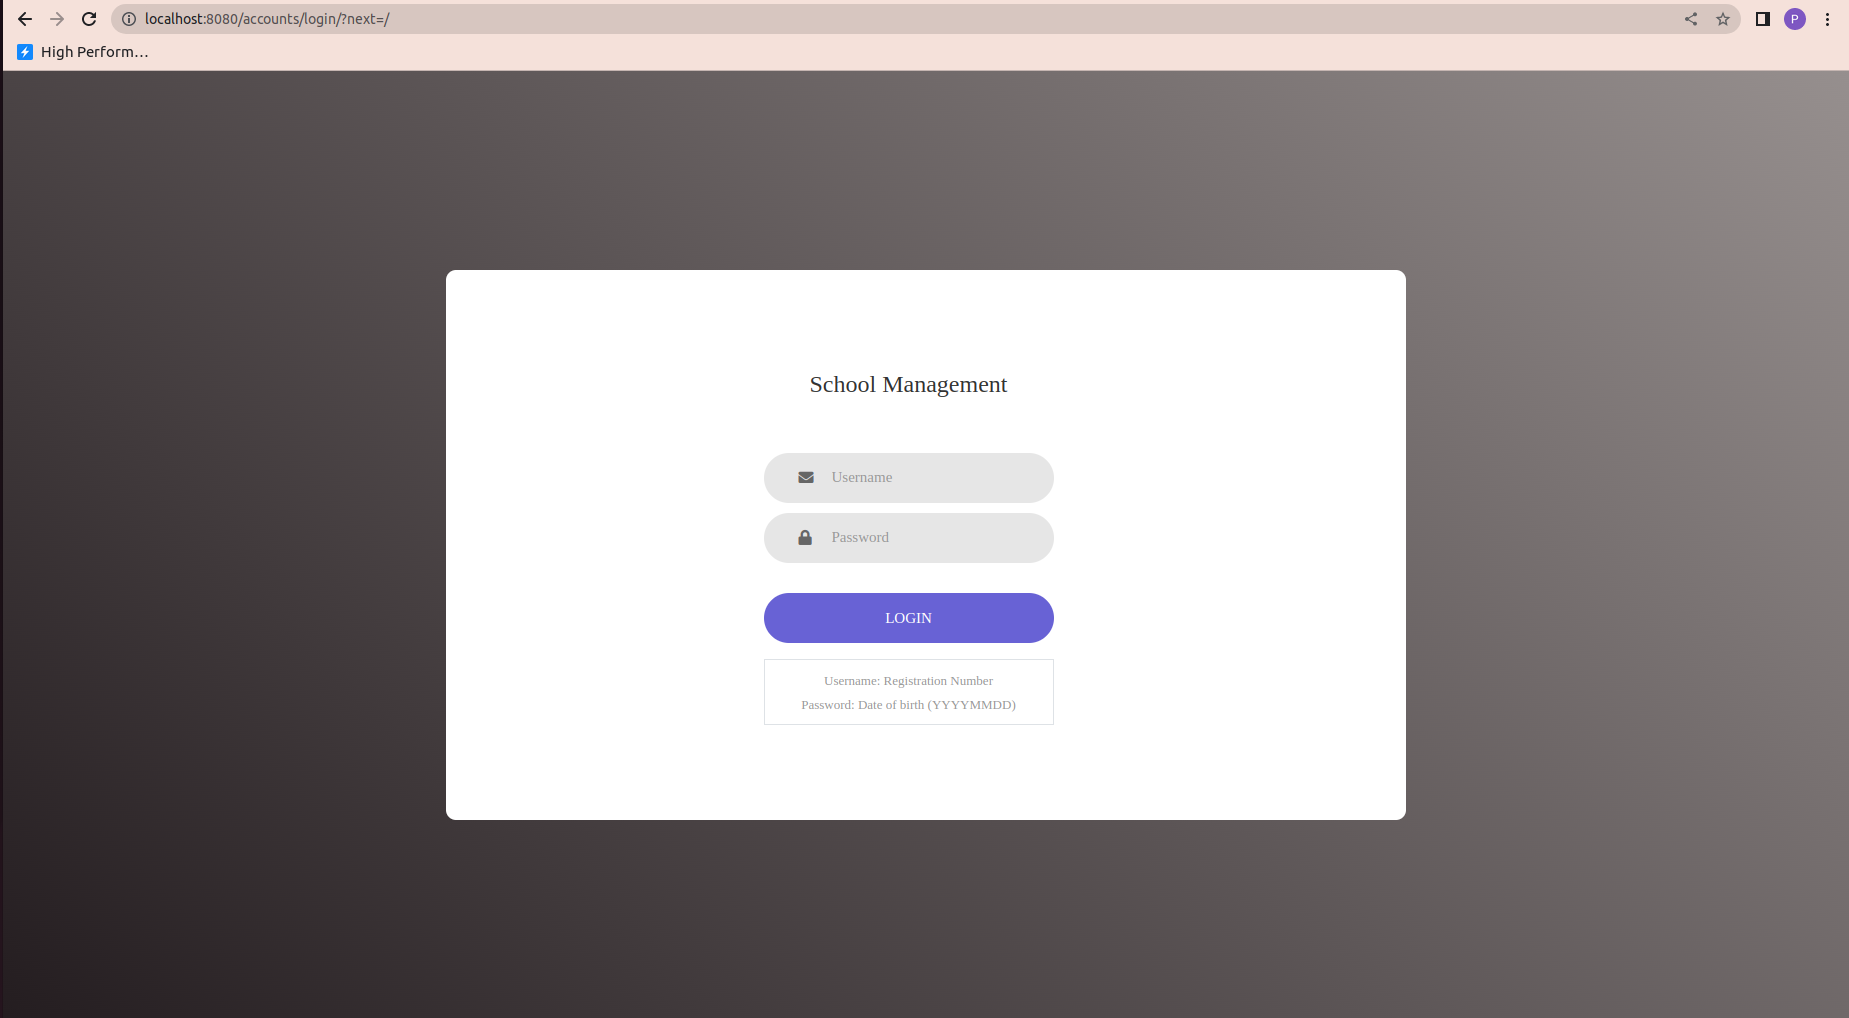 localhost:8080/accounts/login/?next=/
P
High Perform...
School Management
Username
Password
LOGIN
Username: Registration Number
Password: Date of birth (YYYYMMDD)